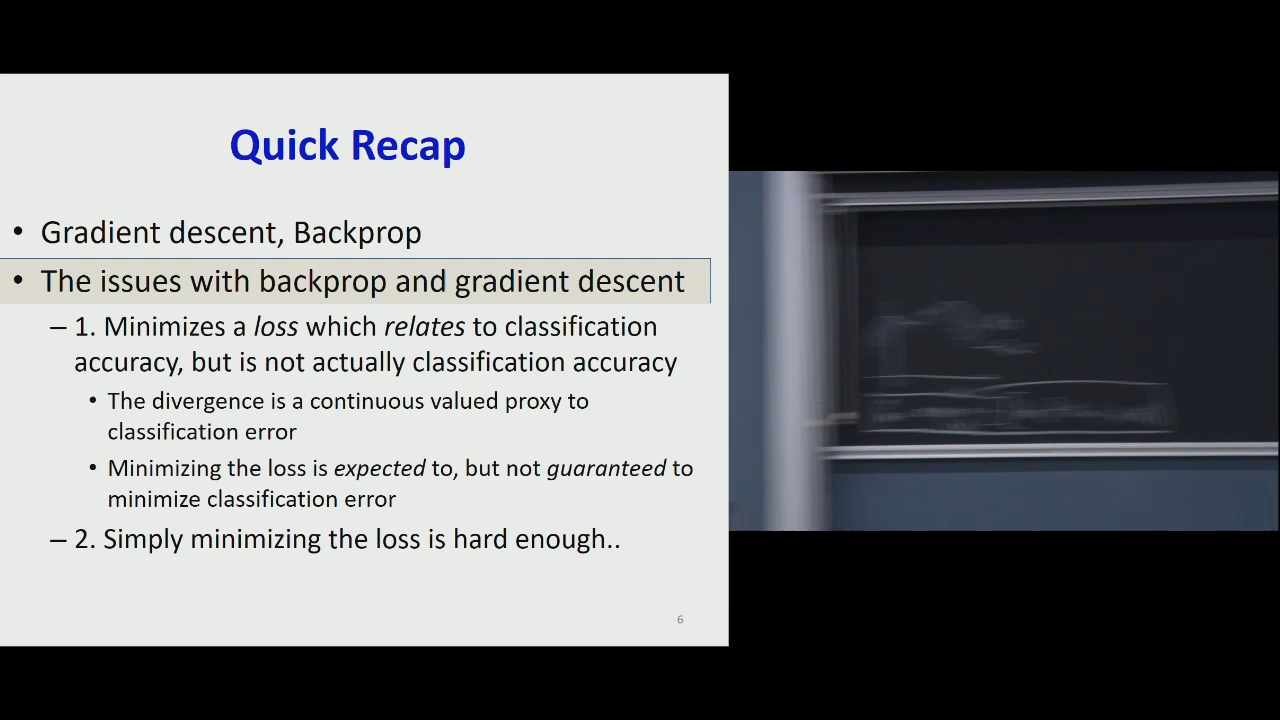 Quick Recap
• Gradient descent, Backprop
• The issues with backprop and gradient descent
– 1. Minimizes a loss which relates to classification
accuracy, but is not actually classification accuracy
• The divergence is a continuous valued proxy to
classification error
• Minimizing the loss is expected to, but not guaranteed to
minimize classification error
– 2. Simply minimizing the loss is hard enough..
6